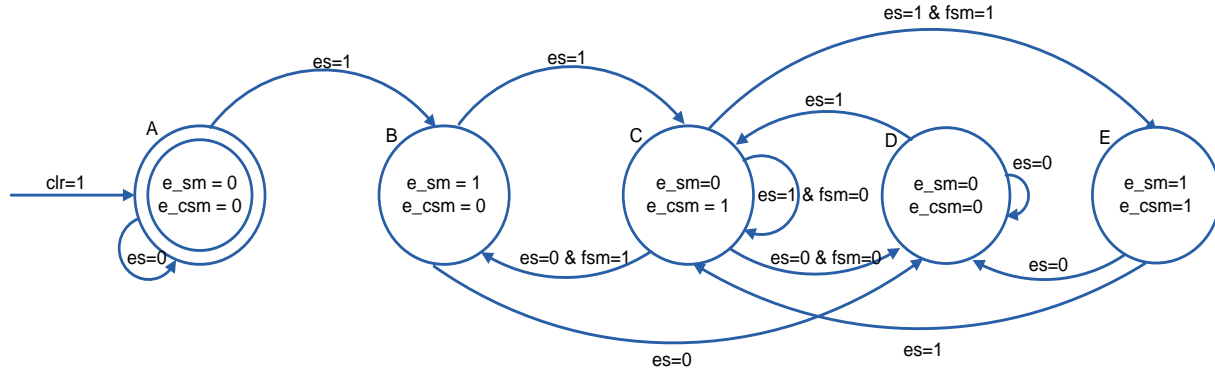 es=1 & fsm=1
es=1
es=1
es=1
A
B
C
D
E
clr=1
e_sm = 0
e_csm = 0
e_sm = 1
e_csm = 0
e_sm=0
e_csm = 1
es=1 & fsm=0
e_sm=0
e_csm=0
es=0
e_sm=1
e_csm=1
es=0
es=0 & fsm=1
es=0 & fsm=0
es=0
es=0
es=1